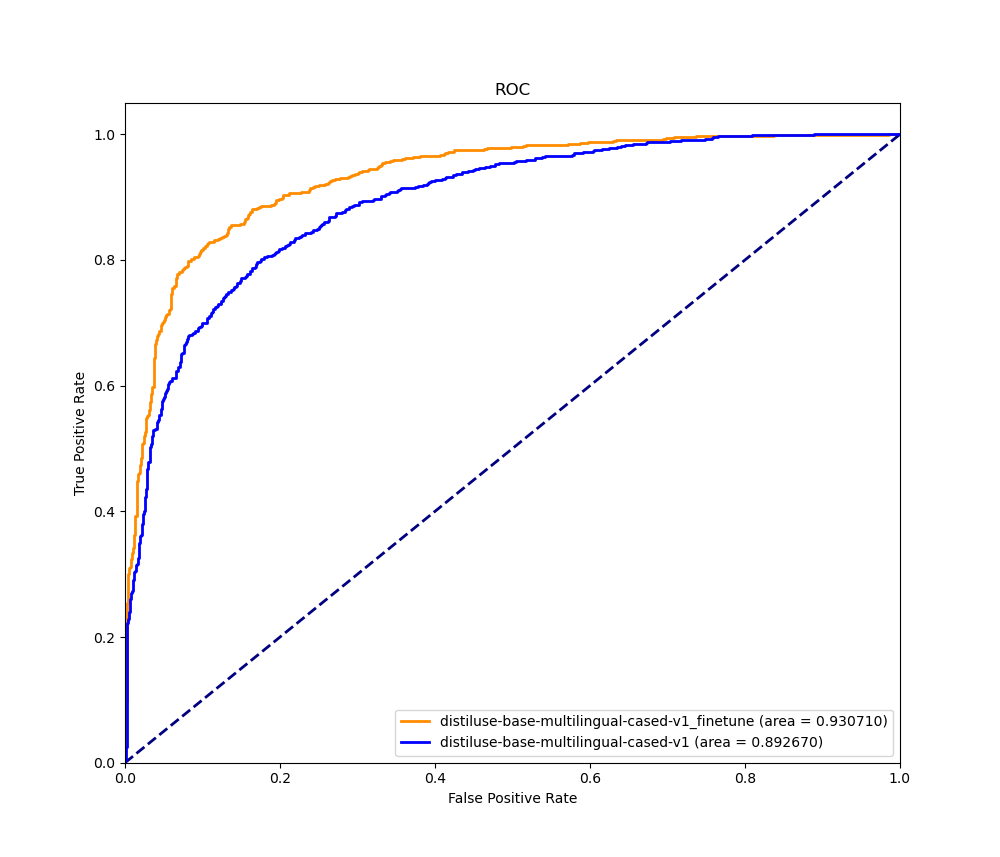 ROC
1.0
0.8
0.6
0.4
0.2
0.0
True Positive Rate
distiluse-base-multilingual-cased-v1_finetune (area = 0.930710)
distiluse-base-multilingual-cased-v1 (area = 0.892670)
0.0 0.2 0.4 0.6 0.8 1.0
False Positive Rate